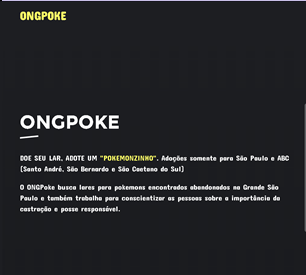 ONGPOKE
ONGPOKE
DOE SEU LAR, ADOTE UM "POKEMONZINHO". Adoções somente para São Paulo e ABC
(Santo André, São Bernardo e São Caetano do Sul)
O ONGPoke busca lares para pokemons encontrados abandonados na Grande São
Paulo e também trabalha para conscientizar as pessoas sobre a importância da
castração e posse responsável.